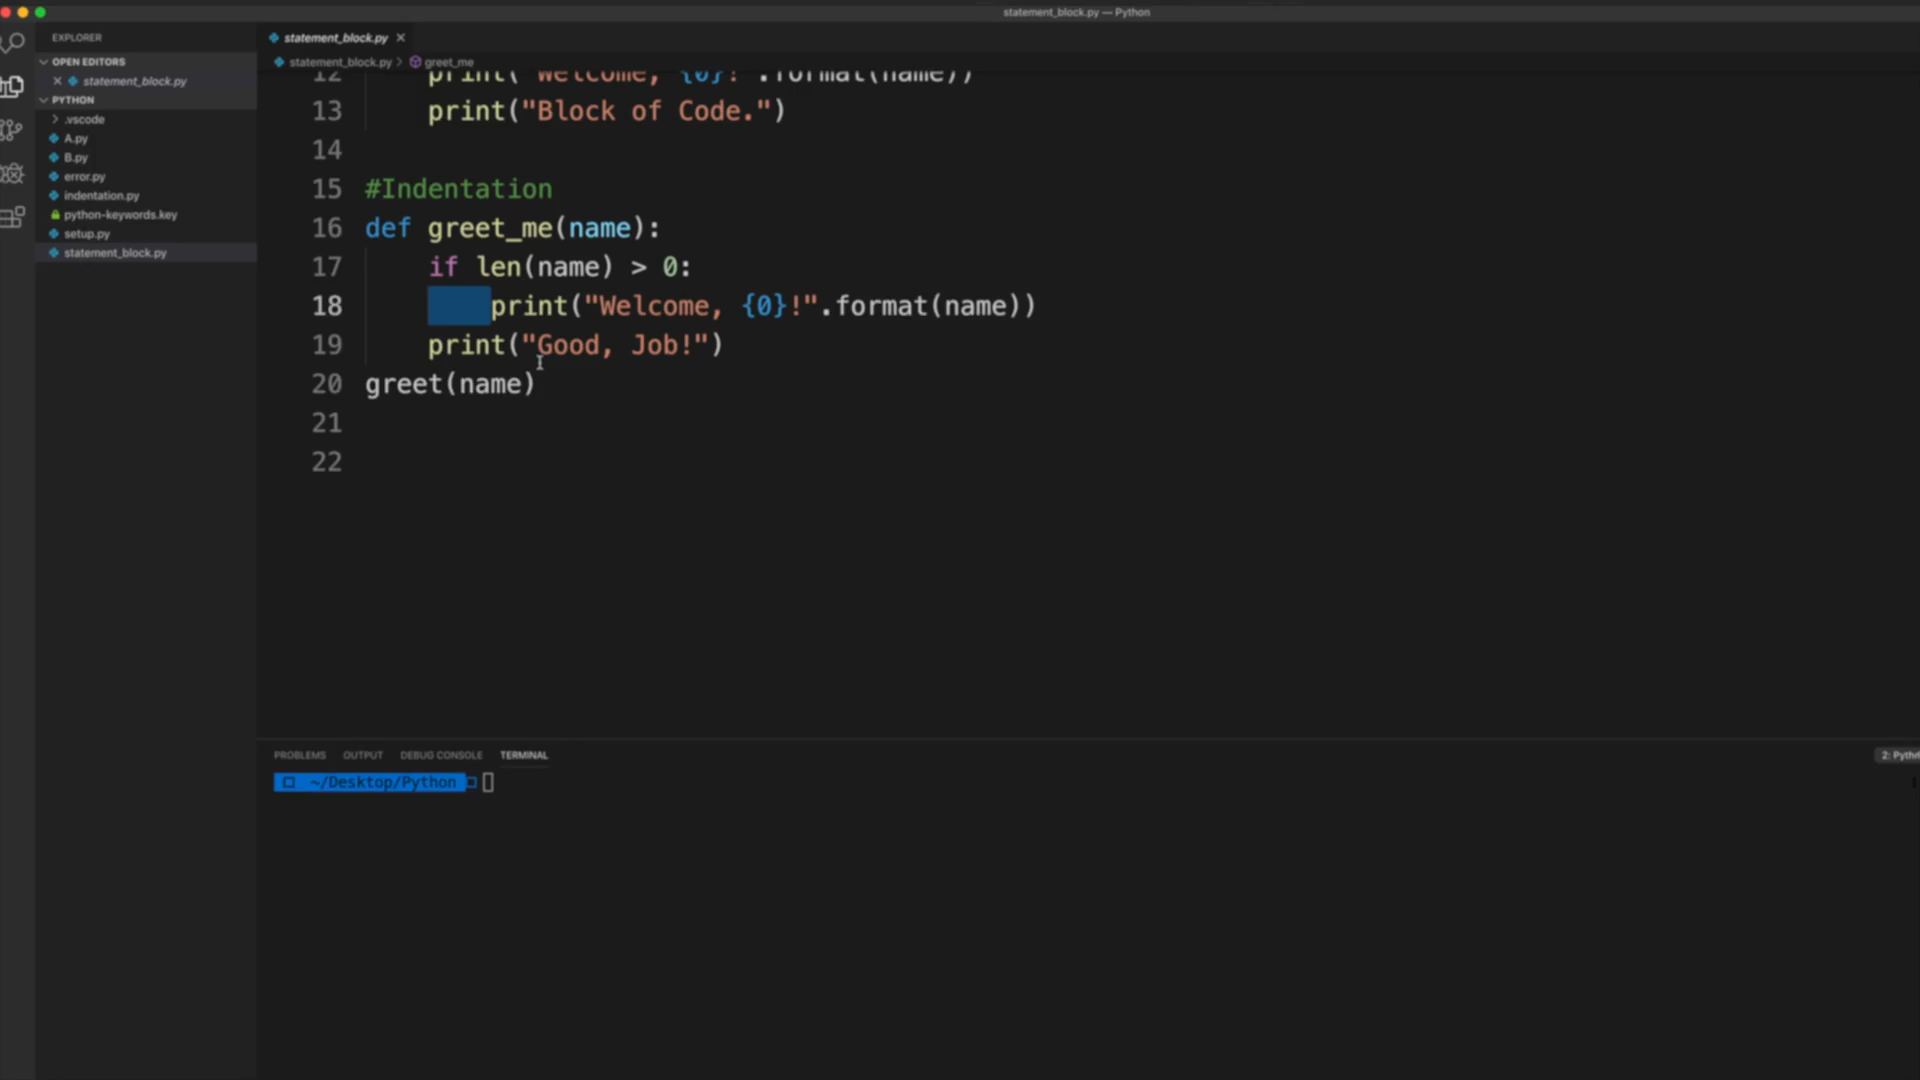 statement_block.py — Python
EXPLORER
OPEN EDITORS
statement_block.py
PYTHON
.vscode
A.py
B.py
error.py
indentation.py
python-keywords.key
setup.py
statement_block.py
statement_block.py
statement_block.py > greet_me
12 print("Welcome, {0}!".format(name))
13 print("Block of Code.")
14
15 #Indentation
16 def greet_me(name):
17 if len(name) > 0:
18 print("Welcome, {0}!".format(name))
19 print("Good, Job!")
20 greet(name)
21
22
PROBLEMS OUTPUT DEBUG CONSOLE TERMINAL
2: Pyth
~/Desktop/Python